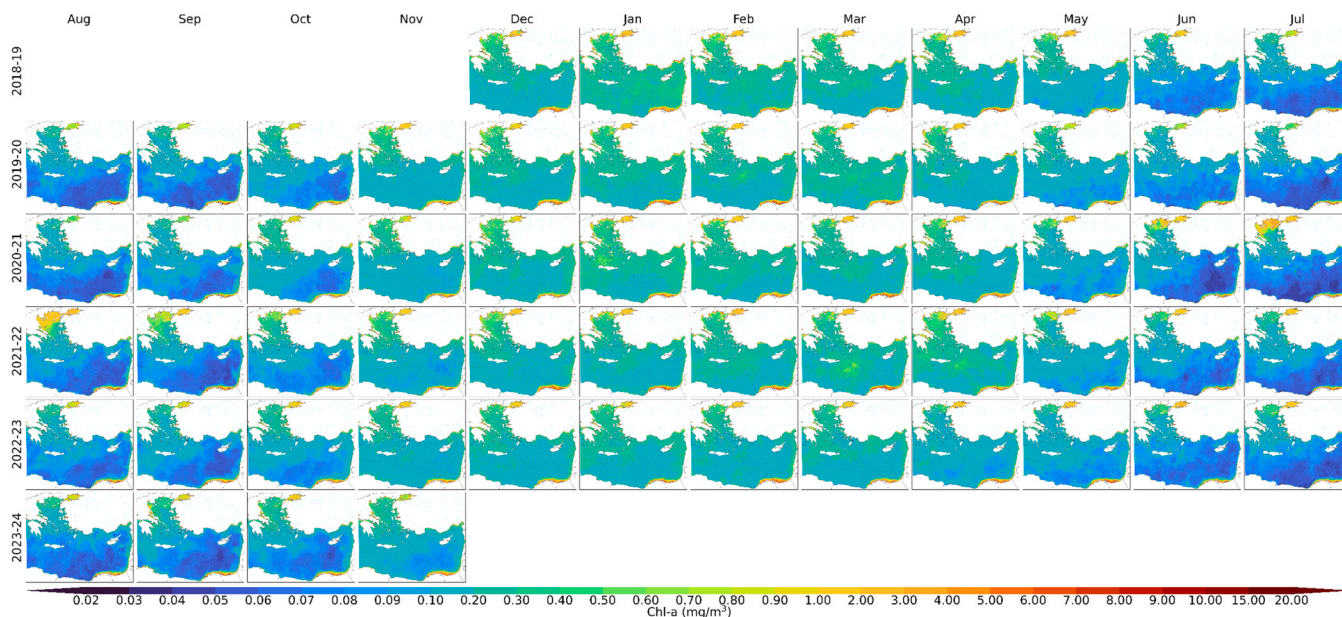 Aug Sep Oct Nov Dec Jan Feb Mar Apr May Jun Jul
2018-19
2019-20
2020-21
2021-22
2022-23
2023-24
0.02 0.03 0.04 0.05 0.06 0.07 0.08 0.09 0.10 0.20 0.30 0.40 0.50 0.60 0.70 0.80 0.90 1.00 2.00 3.00 4.00 5.00 6.00 7.00 8.00 9.00 10.00 15.00 20.00
Chl-a (mg/m³)